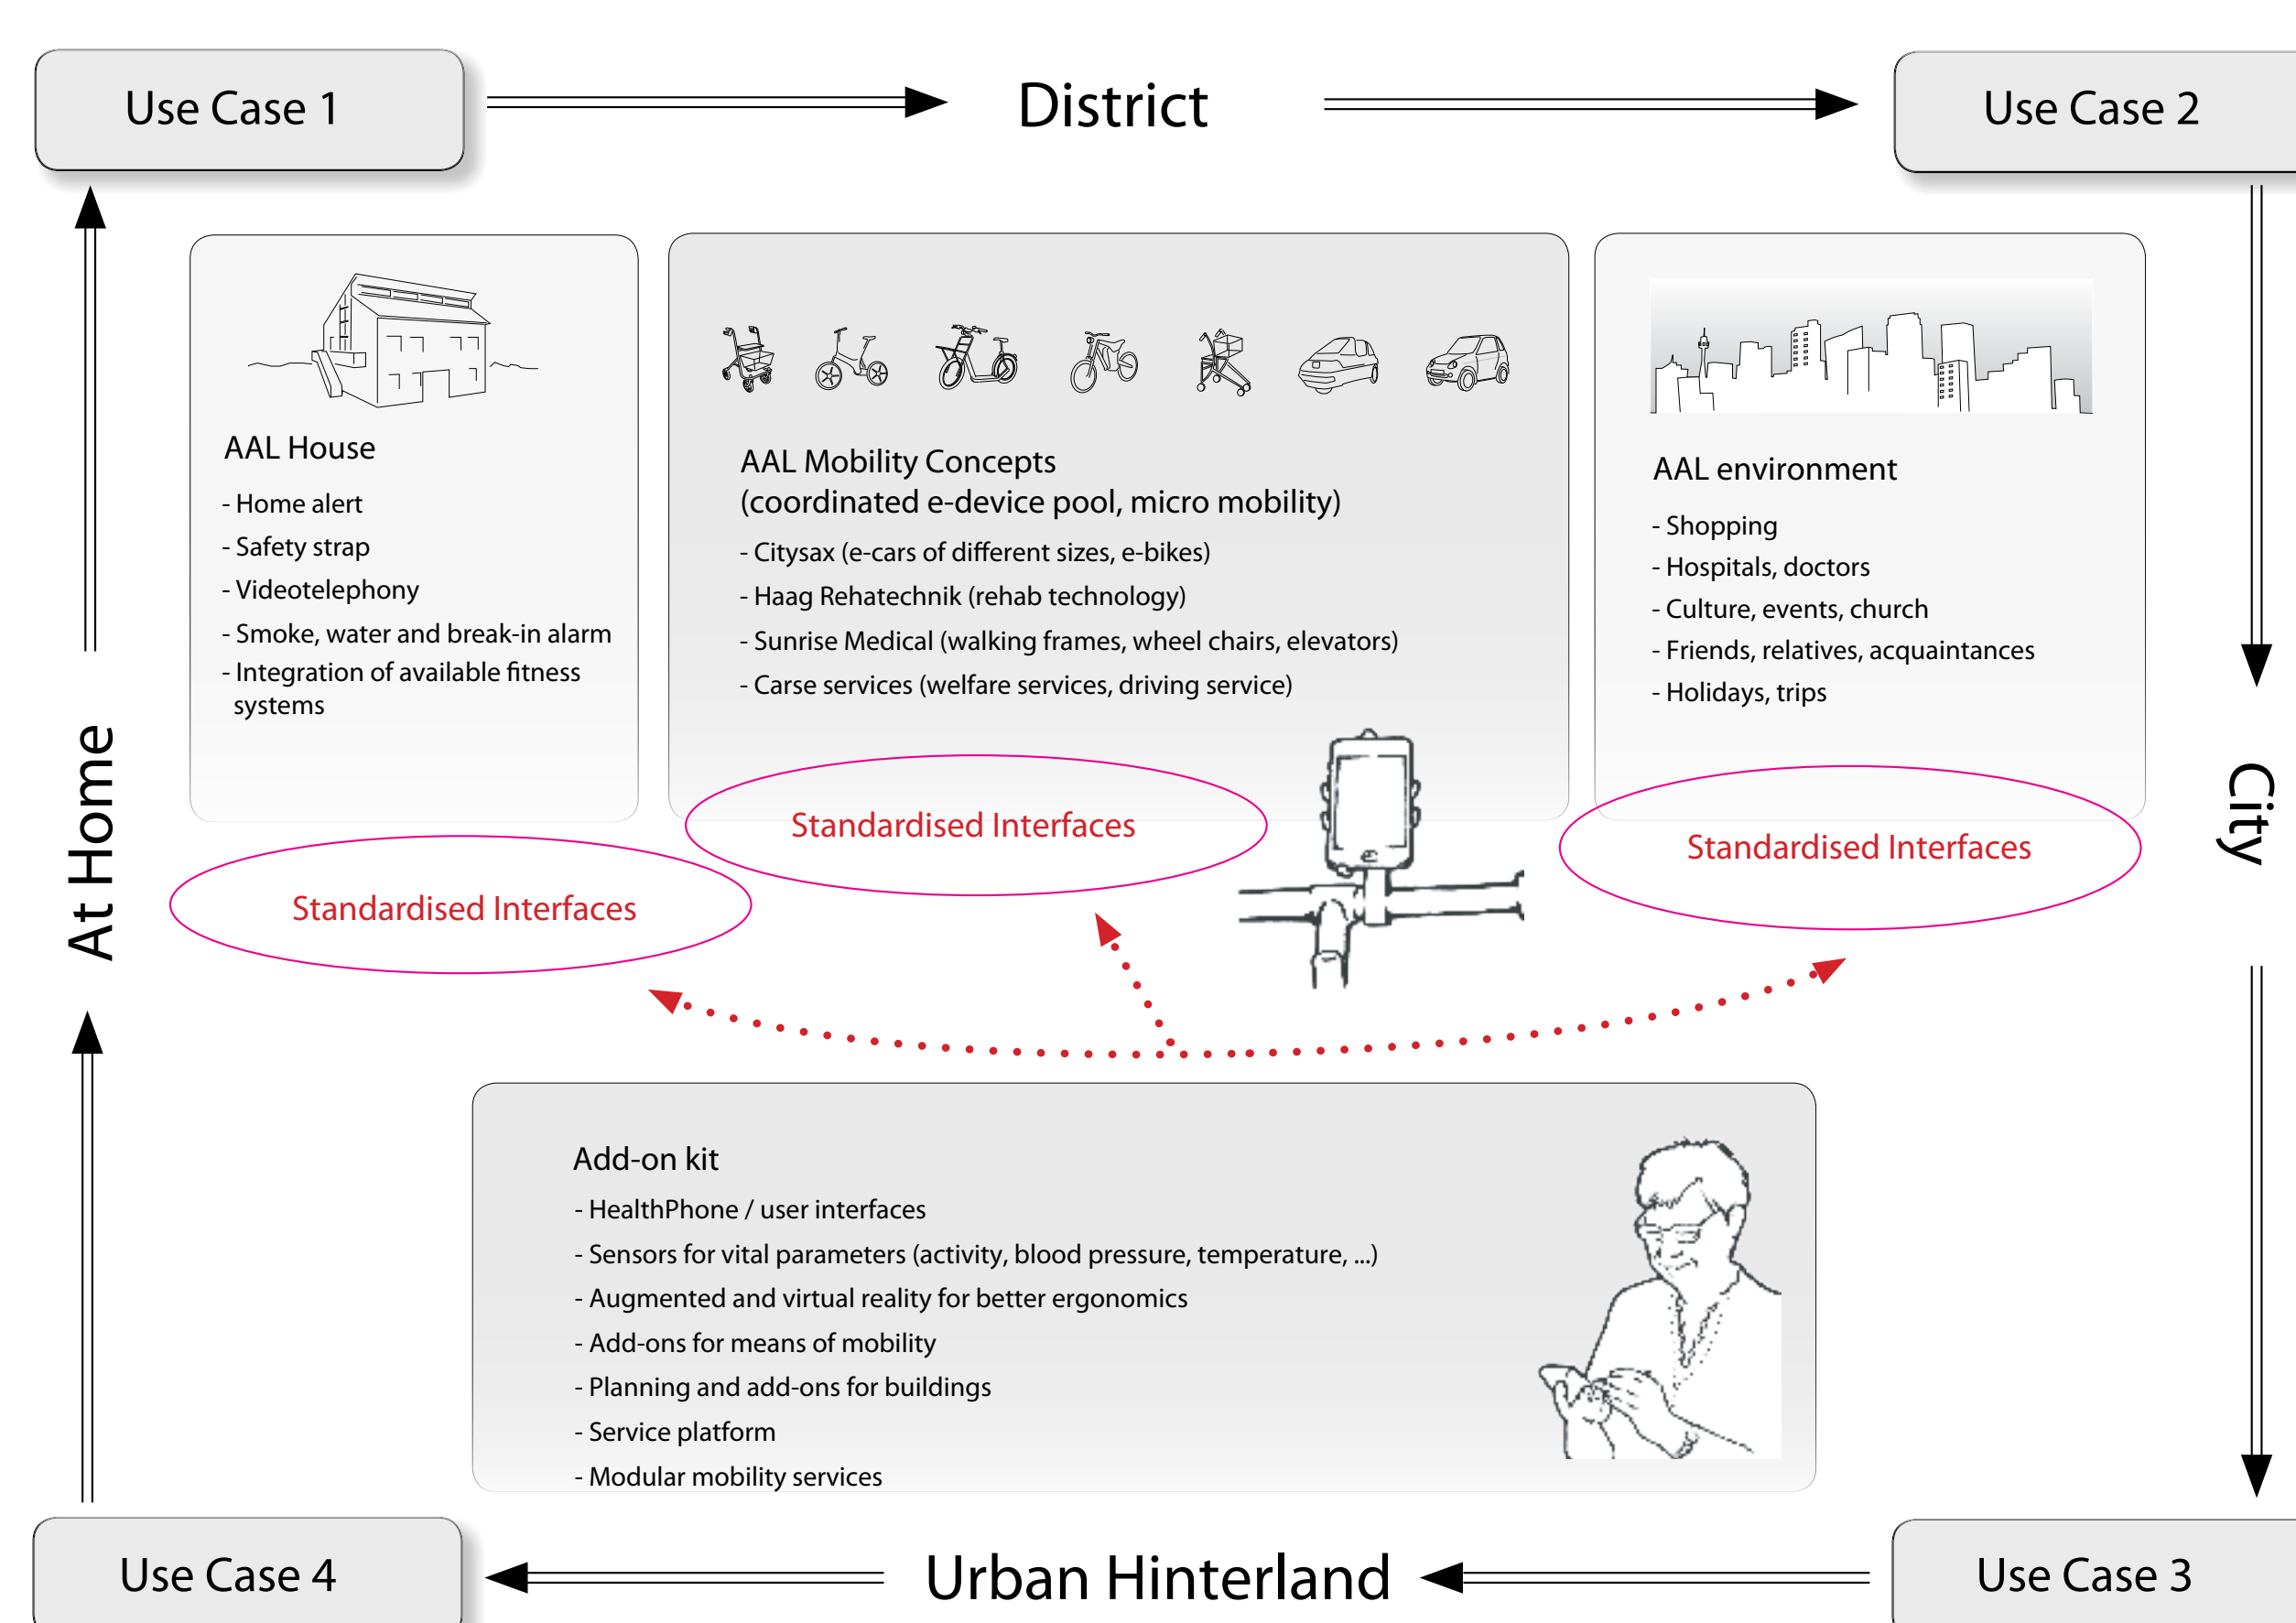 Use Case 1
District
Use Case 2
AAL House
- Home alert
- Safety strap
- Videotelephony
- Smoke, water and break-in alarm
- Integration of available fitness
systems
AAL Mobility Concepts
(coordinated e-device pool, micro mobility)
- Citysax (e-cars of different sizes, e-bikes)
- Haag Rehatechnik (rehab technology)
- Sunrise Medical (walking frames, wheel chairs, elevators)
- Carse services (welfare services, driving service)
AAL environment
- Shopping
- Hospitals, doctors
- Culture, events, church
- Friends, relatives, acquaintances
- Holidays, trips
At Home
City
Standardised Interfaces
Standardised Interfaces
Standardised Interfaces
Add-on kit
- HealthPhone / user interfaces
- Sensors for vital parameters (activity, blood pressure, temperature, ...)
- Augmented and virtual reality for better ergonomics
- Add-ons for means of mobility
- Planning and add-ons for buildings
- Service platform
- Modular mobility services
Use Case 4
Urban Hinterland
Use Case 3